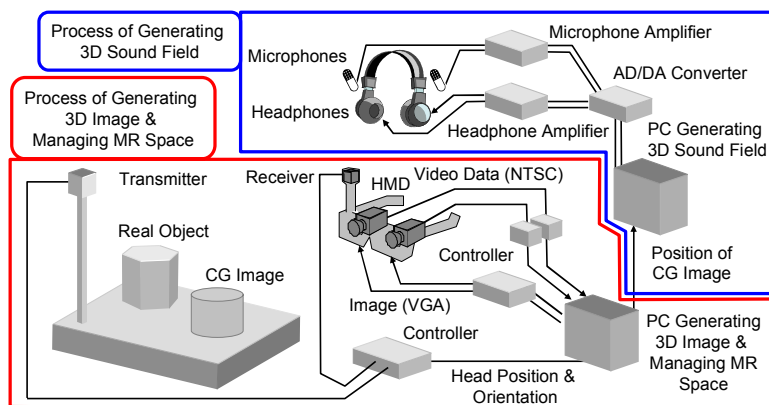 Process of Generating
3D Sound Field
Microphones
Microphone Amplifier
AD/DA Converter
Headphones
Headphone Amplifier
PC Generating
3D Sound Field
Process of Generating
3D Image &
Managing MR Space
Transmitter
Receiver
HMD
Video Data (NTSC)
Real Object
CG Image
Controller
Position of
CG Image
Image (VGA)
Controller
PC Generating
3D Image &
Managing MR
Space
Head Position &
Orientation